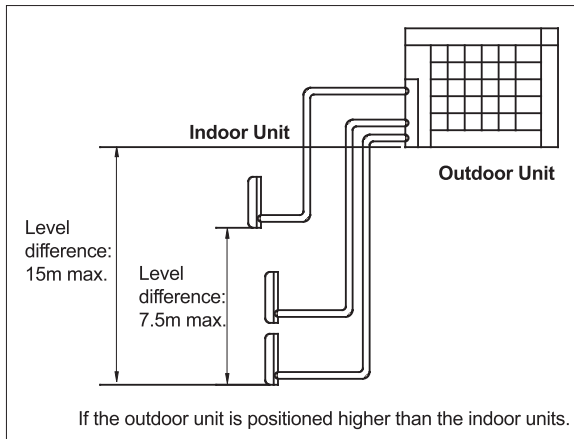 Indoor Unit
Outdoor Unit
Level
difference:
15m max.
Level
difference:
7.5m max.
If the outdoor unit is positioned higher than the indoor units.